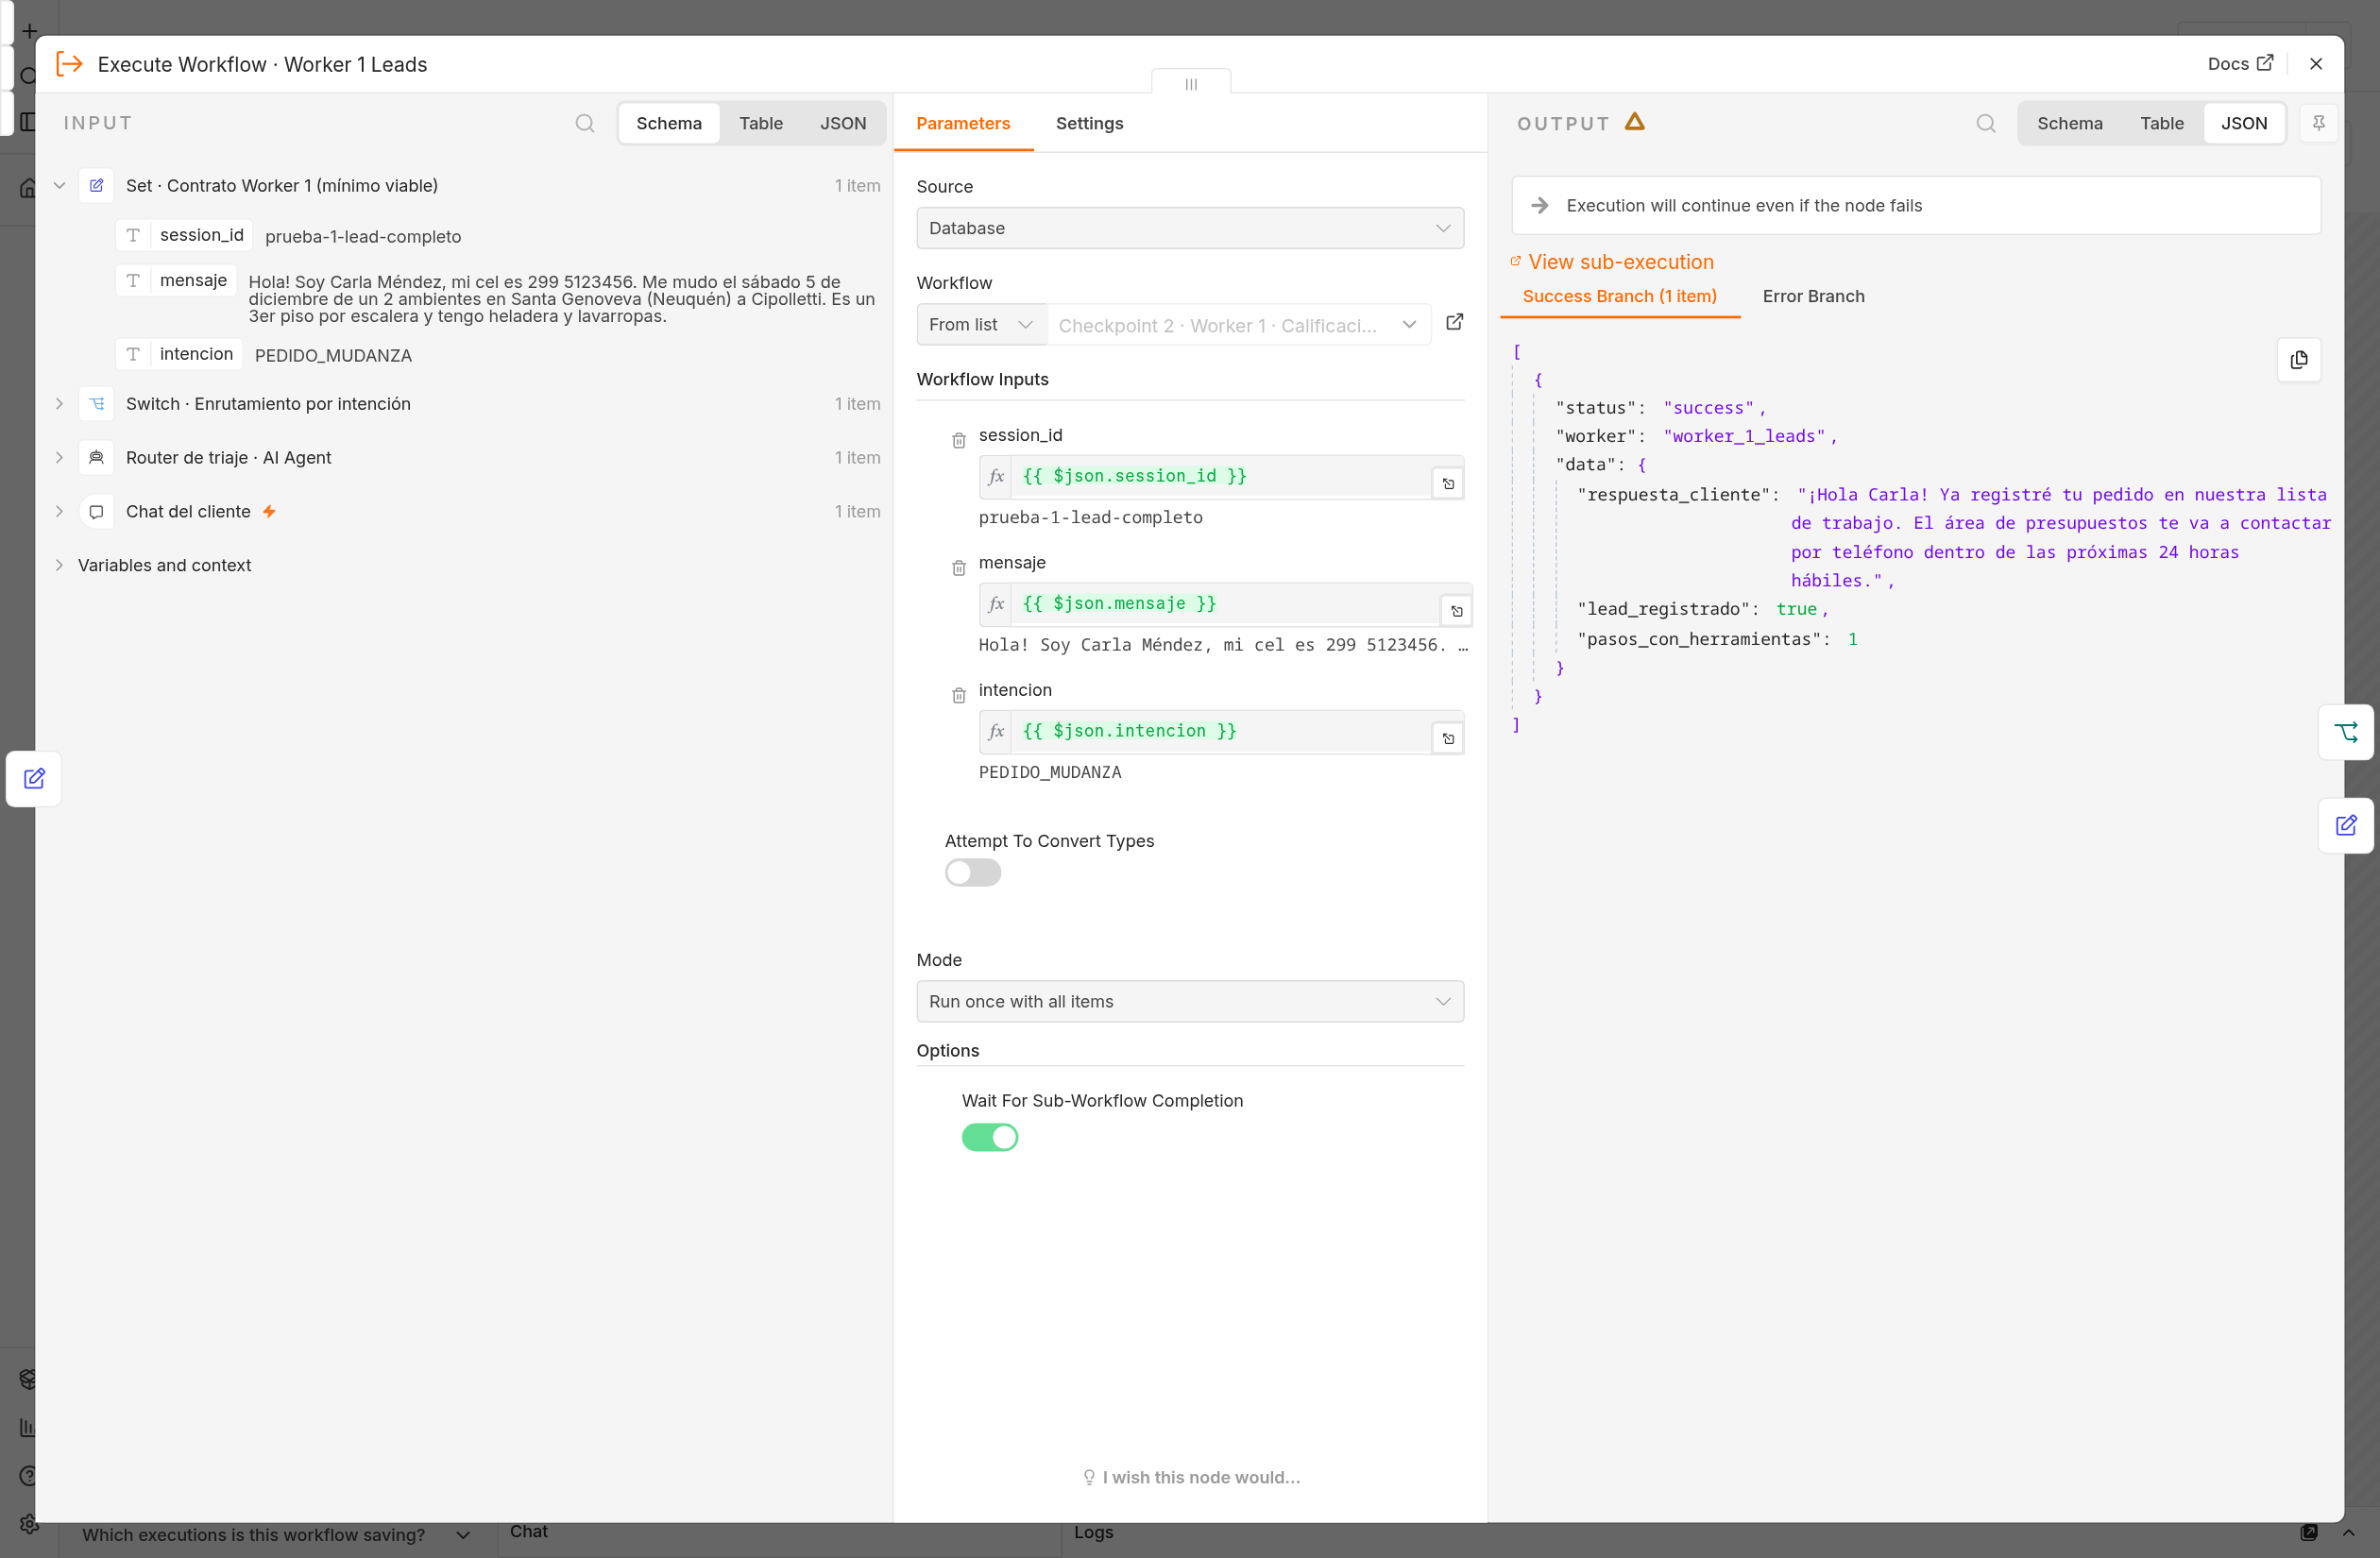 Execute Workflow · Worker 1 Leads
Docs
INPUT
Schema
Table
JSON
Set · Contrato Worker 1 (mínimo viable)
1 item
session_id
prueba-1-lead-completo
mensaje
Hola! Soy Carla Méndez, mi cel es 299 5123456. Me mudo el sábado 5 de
diciembre de un 2 ambientes en Santa Genoveva (Neuquén) a Cipolletti. Es un
3er piso por escalera y tengo heladera y lavarropas.
intencion
PEDIDO_MUDANZA
Switch · Enrutamiento por intención
1 item
Router de triaje · AI Agent
1 item
Chat del cliente
1 item
Variables and context
Parameters
Settings
Source
Database
Workflow
From list
Checkpoint 2 · Worker 1 · Calificaci...
Workflow Inputs
session_id
fx
{{ $json.session_id }}
prueba-1-lead-completo
mensaje
fx
{{ $json.mensaje }}
Hola! Soy Carla Méndez, mi cel es 299 5123456. …
intencion
fx
{{ $json.intencion }}
PEDIDO_MUDANZA
Attempt To Convert Types
Mode
Run once with all items
Options
Wait For Sub-Workflow Completion
I wish this node would...
OUTPUT
Schema
Table
JSON
Execution will continue even if the node fails
View sub-execution
Success Branch (1 item)
Error Branch
[
{
"status": "success",
"worker": "worker_1_leads",
"data": {
"respuesta_cliente": "¡Hola Carla! Ya registré tu pedido en nuestra lista
de trabajo. El área de presupuestos te va a contactar
por teléfono dentro de las próximas 24 horas
hábiles.",
"lead_registrado": true,
"pasos_con_herramientas": 1
}
}
]
Which executions is this workflow saving?
Chat
Logs